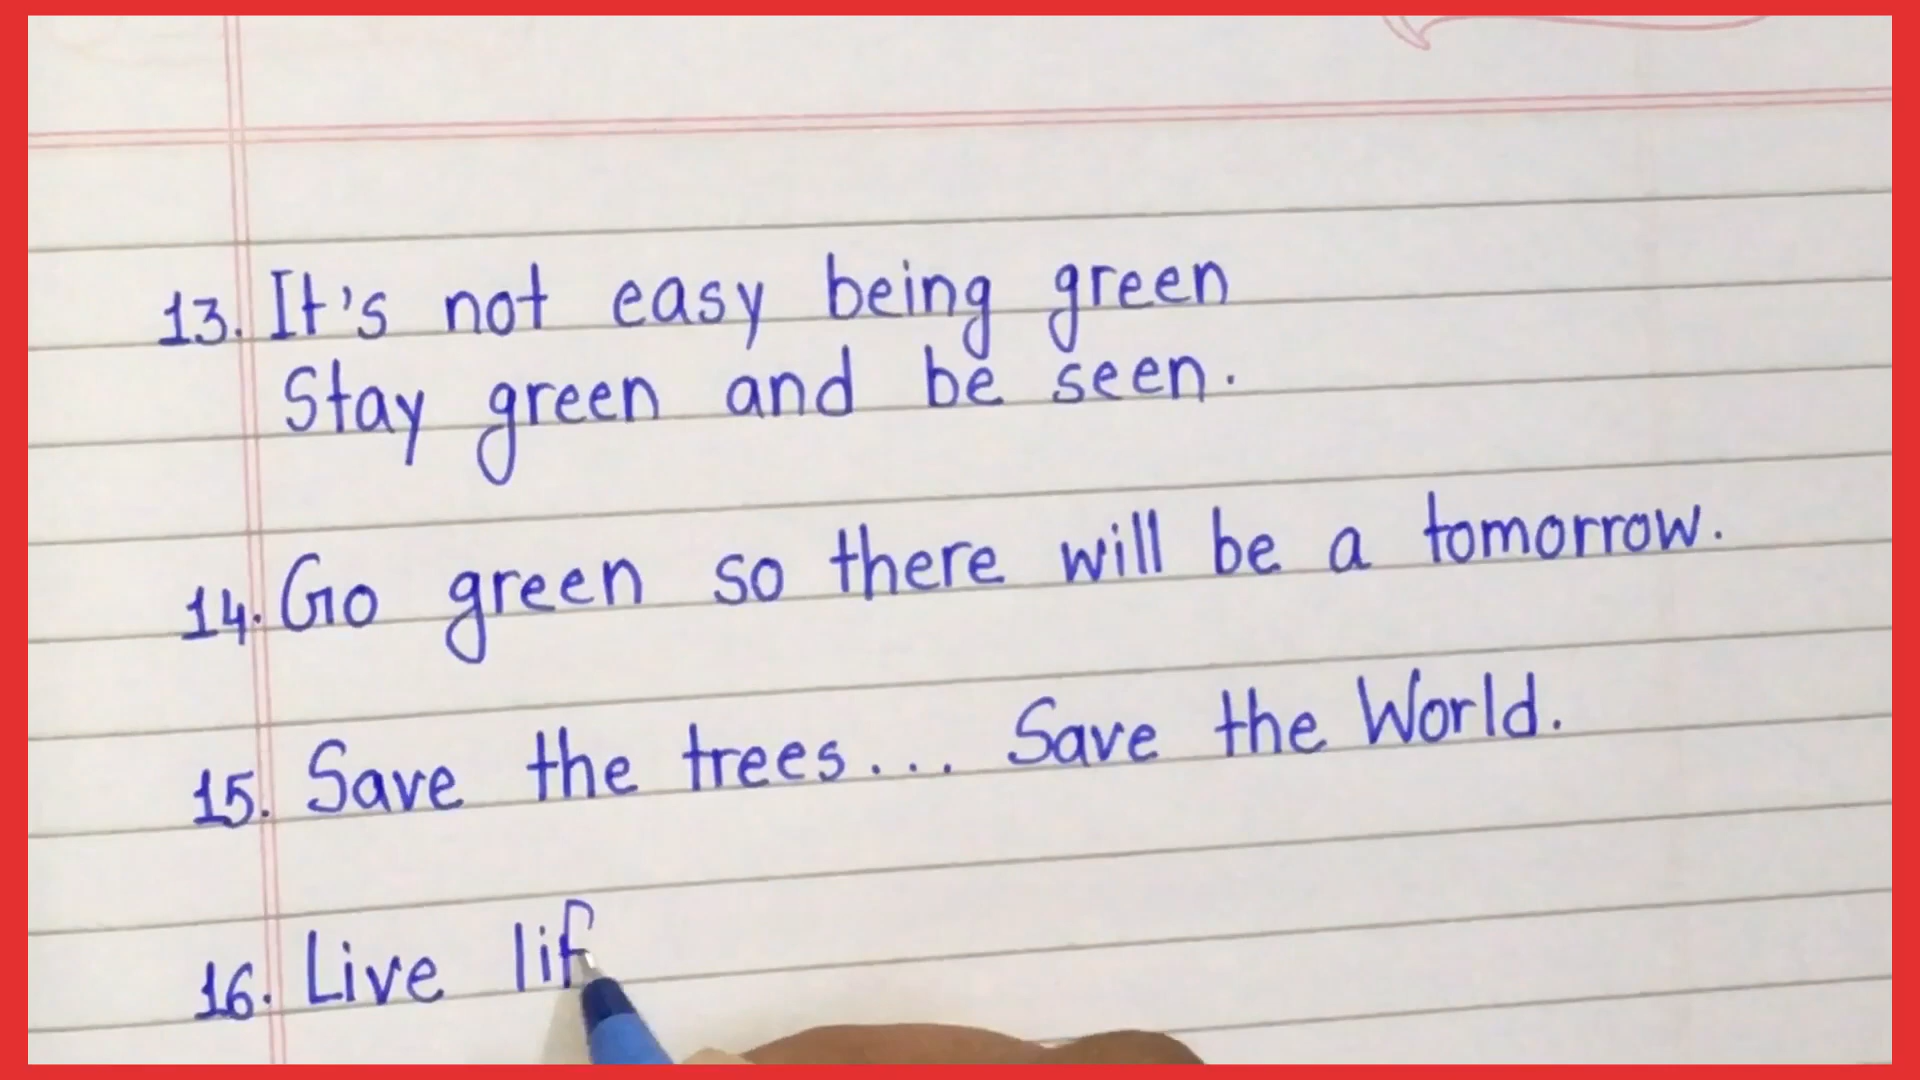 13. It's not easy being green
Stay green and be seen.
14. Go green so there will be a tomorrow.
15. Save the trees... Save the World.
16. Live lif